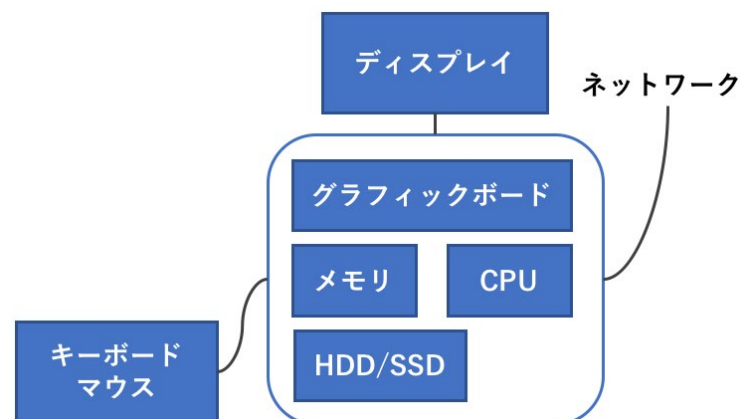 ディスプレイ
ネットワーク
グラフィックボード
メモリ
CPU
HDD/SSD
キーボード
マウス